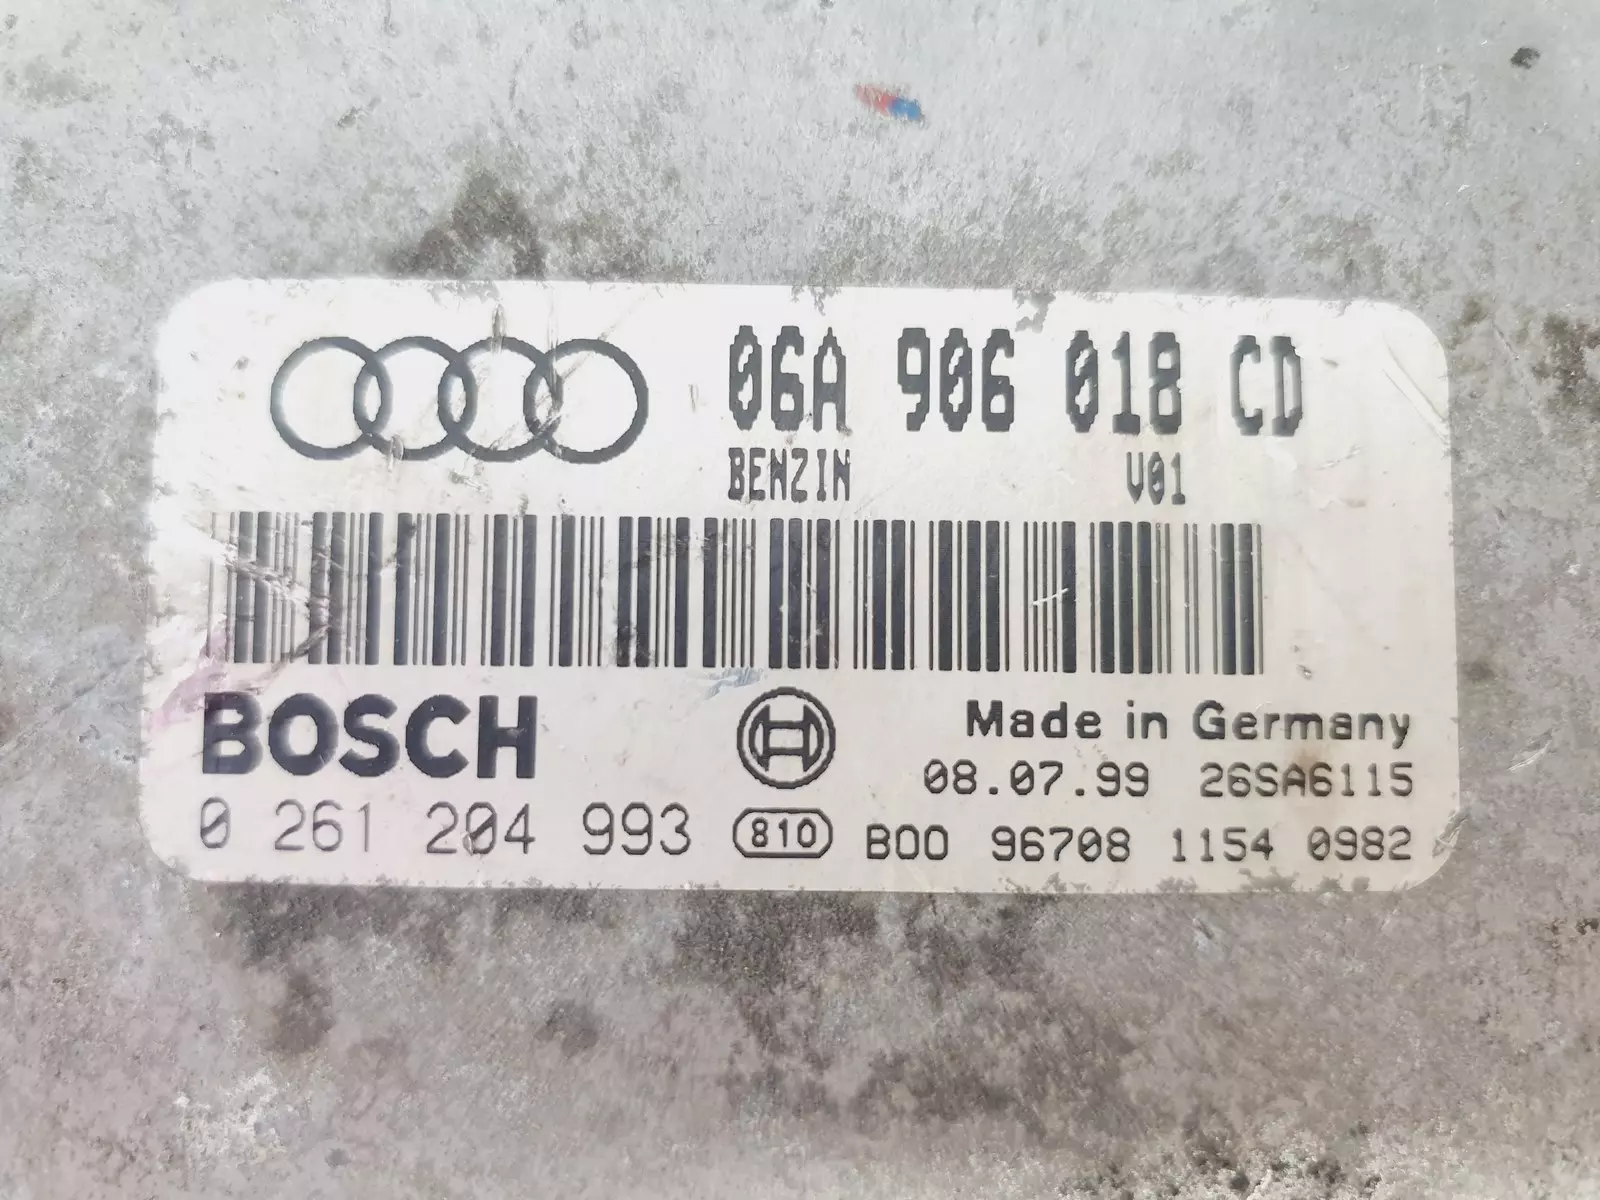 06A 906 018 CD
BENZIN V01
BOSCH
Made in Germany
08.07.99 26SA6115
0 261 204 993 810 B00 96708 1154 0982